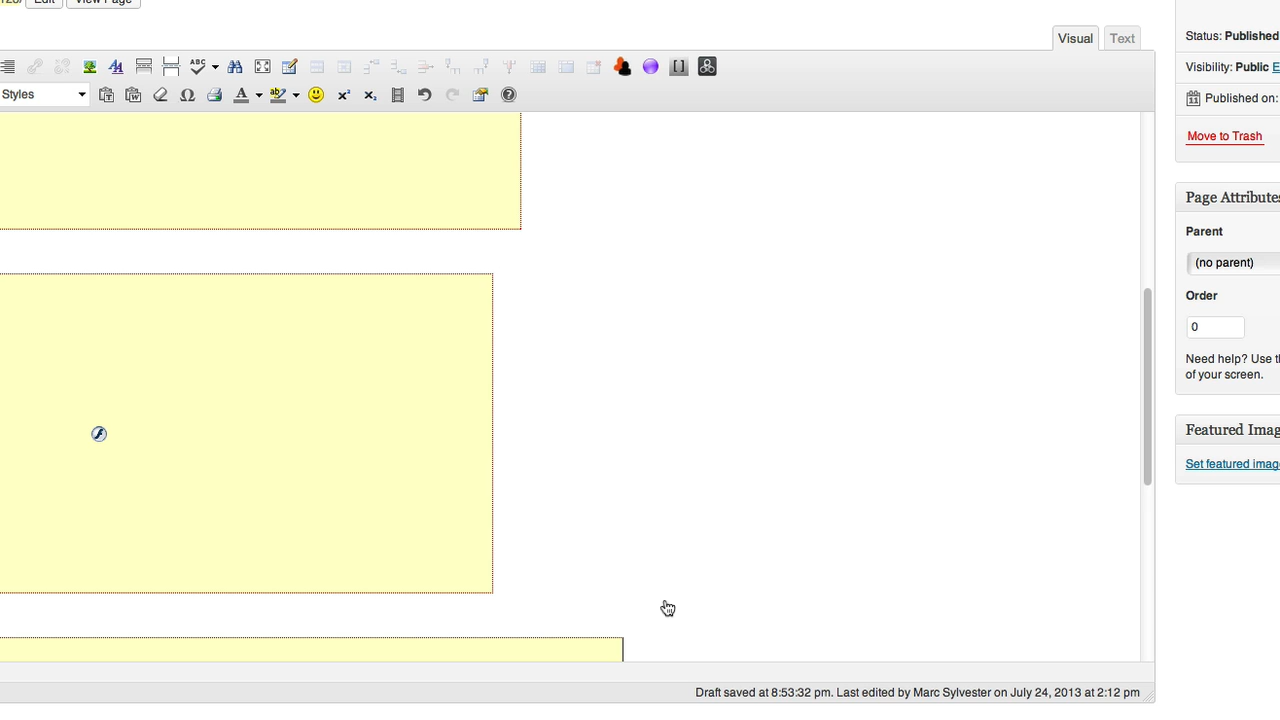 Edit View Page
Visual Text
Status: Published
Visibility: Public
Published on:
Move to Trash
ABC
Styles
Page Attributes
Parent
(no parent)
Order
0
Need help? Use
of your screen.
Featured
Set featured
Draft saved at 8:53:32 pm. Last edited by Marc Sylvester on July 24, 2013 at 2:12 pm